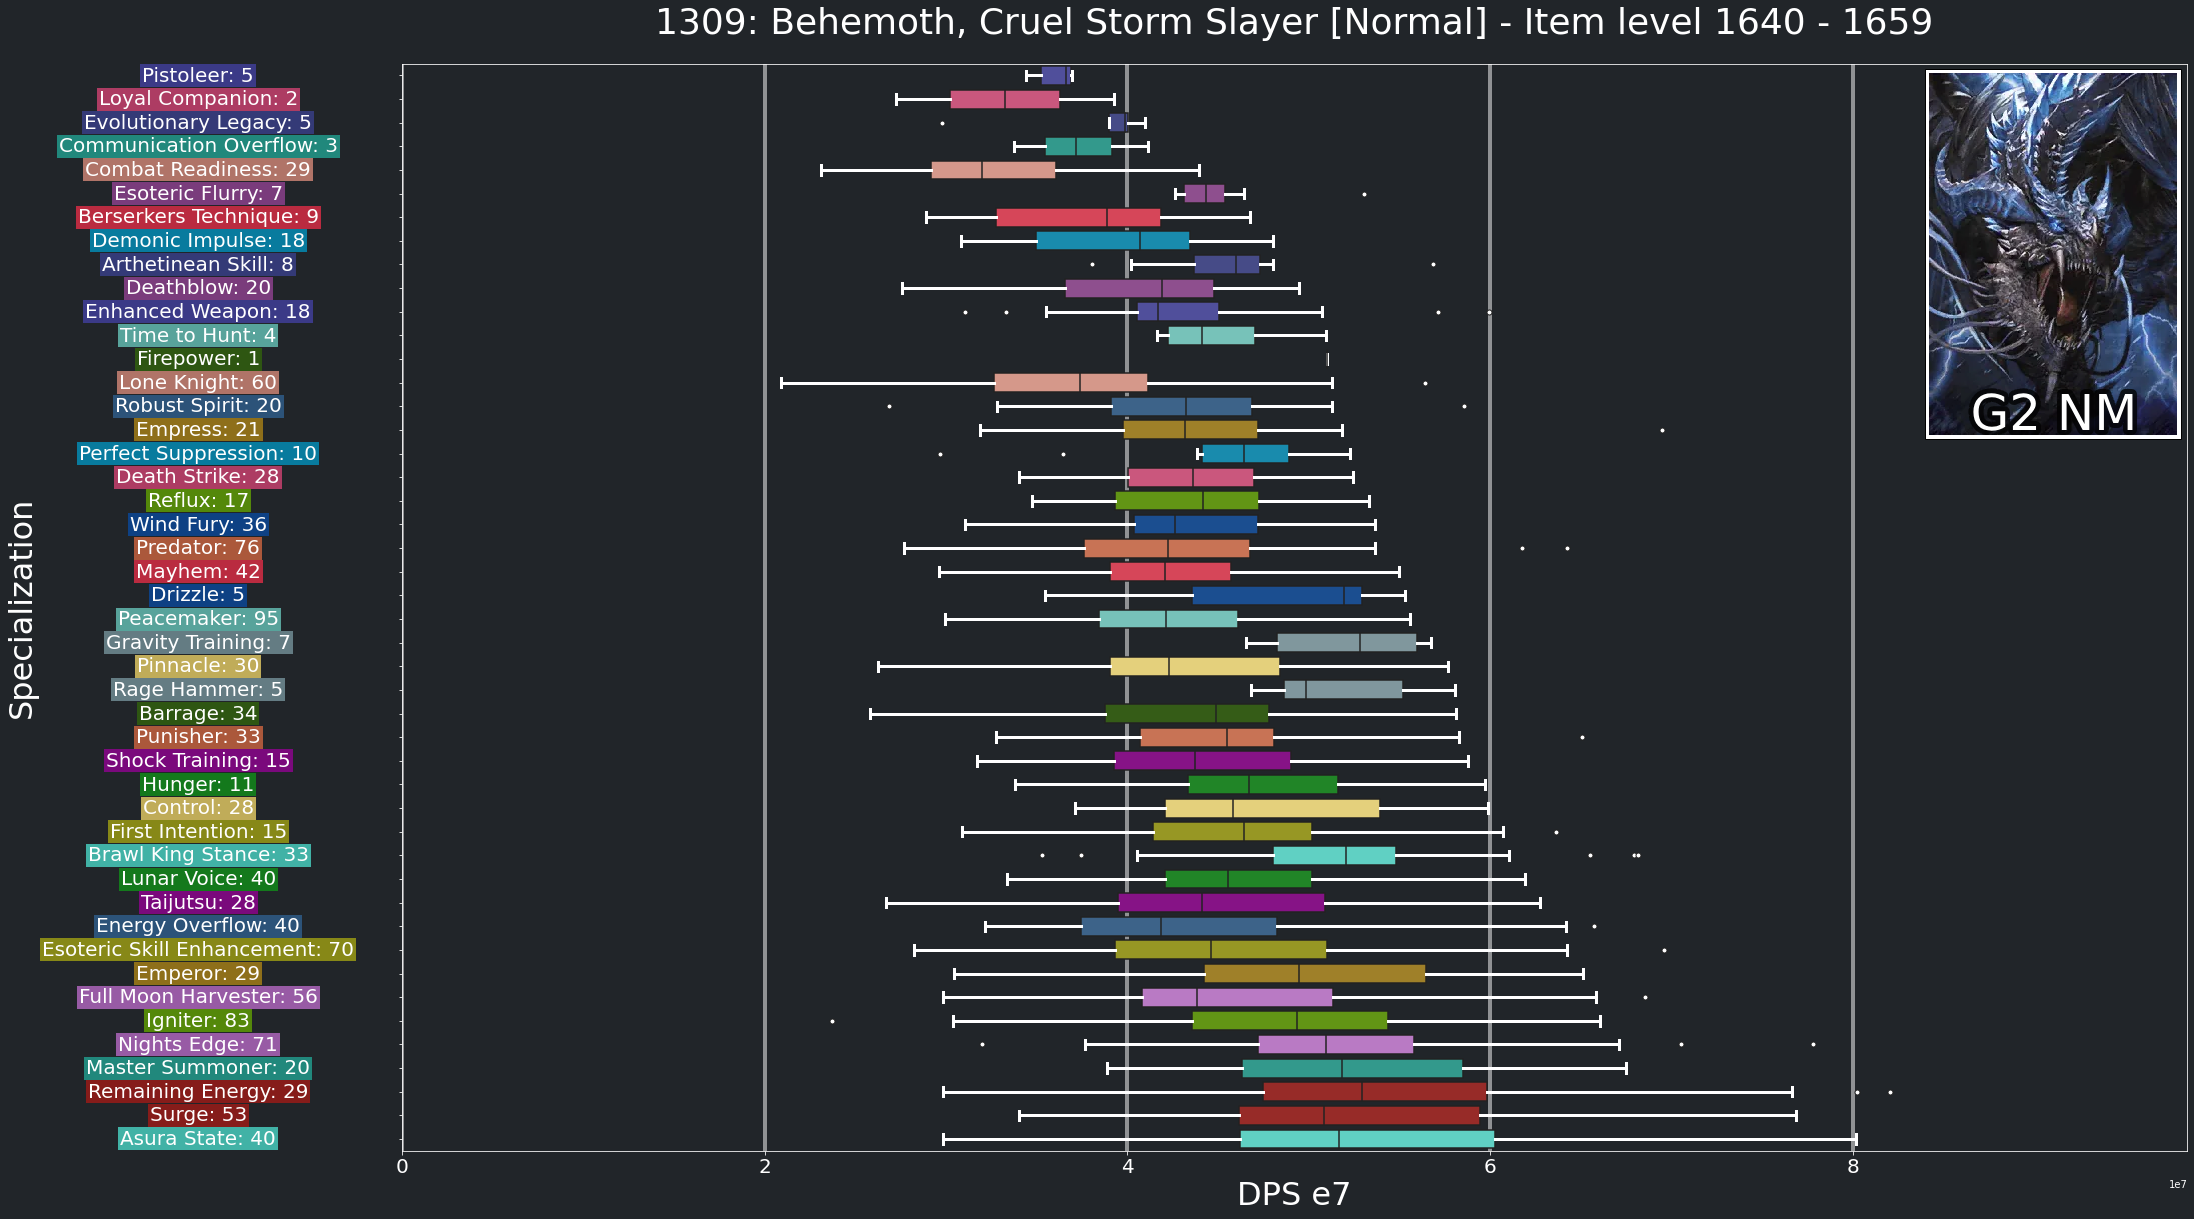 1309: Behemoth, Cruel Storm Slayer [Normal] - Item level 1640 - 1659
Pistoleer: 5
Loyal Companion: 2
Evolutionary Legacy: 5
Communication Overflow: 3
Combat Readiness: 29
Esoteric Flurry: 7
Berserkers Technique: 9
Demonic Impulse: 18
Arthetinean Skill: 8
Deathblow: 20
Enhanced Weapon: 18
Time to Hunt: 4
Firepower: 1
Lone Knight: 60
Robust Spirit: 20
Empress: 21
Perfect Suppression: 10
Death Strike: 28
Reflux: 17
Wind Fury: 36
Predator: 76
Mayhem: 42
Drizzle: 5
Peacemaker: 95
Gravity Training: 7
Pinnacle: 30
Rage Hammer: 5
Barrage: 34
Punisher: 33
Shock Training: 15
Hunger: 11
Control: 28
First Intention: 15
Brawl King Stance: 33
Lunar Voice: 40
Taijutsu: 28
Energy Overflow: 40
Esoteric Skill Enhancement: 70
Emperor: 29
Full Moon Harvester: 56
Igniter: 83
Nights Edge: 71
Master Summoner: 20
Remaining Energy: 29
Surge: 53
Asura State: 40
Specialization
G2 NM
0 2 4 6 8
1e7
DPS e7